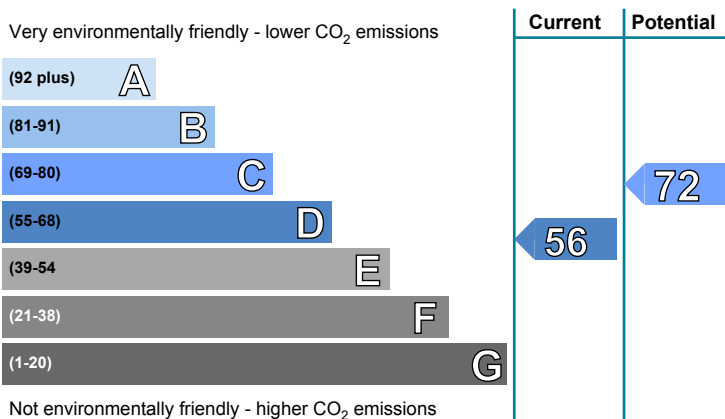 Very environmentally friendly - lower CO2 emissions
Current
Potential
(92 plus) A
(81-91) B
(69-80) C
72
(55-68) D
56
(39-54 E
(21-38) F
(1-20) G
Not environmentally friendly - higher CO2 emissions